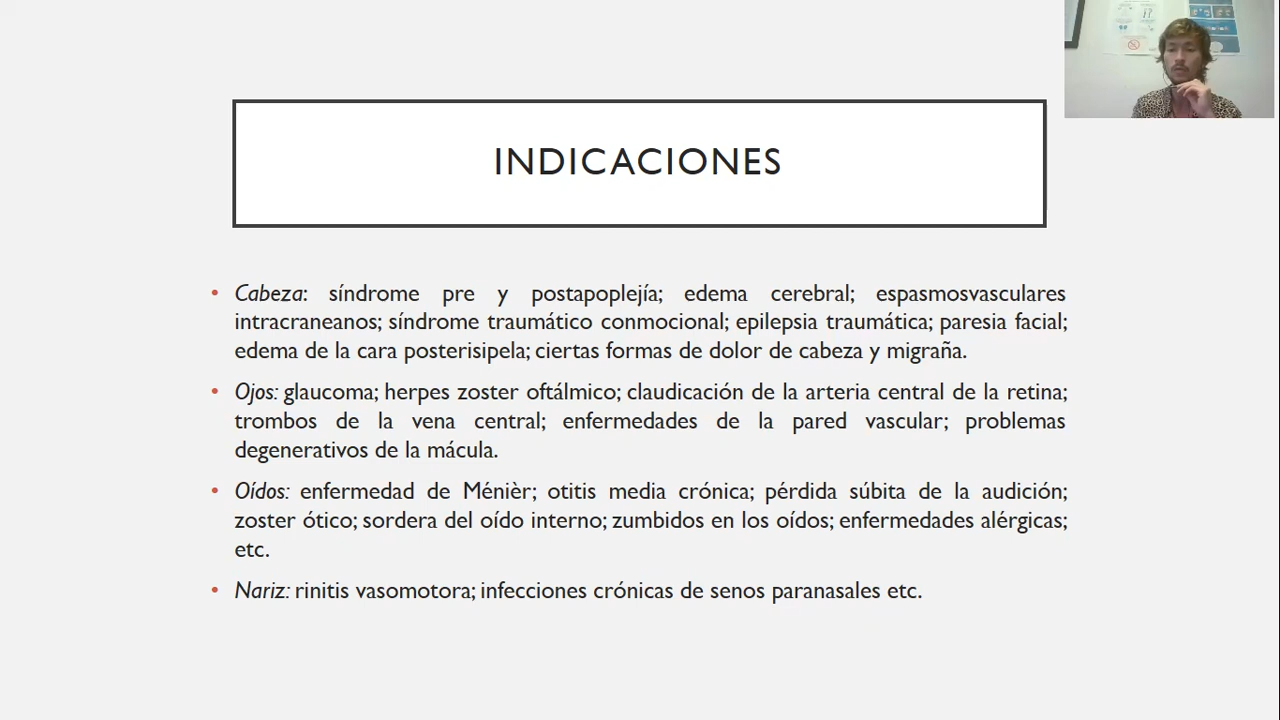 INDICACIONES
• Cabeza: síndrome pre y postapoplejía; edema cerebral; espasmosvasculares
intracraneanos; síndrome traumático conmocional; epilepsia traumática; paresia facial;
edema de la cara posterisipela; ciertas formas de dolor de cabeza y migraña.
• Ojos: glaucoma; herpes zoster oftálmico; claudicación de la arteria central de la retina;
trombos de la vena central; enfermedades de la pared vascular; problemas
degenerativos de la mácula.
• Oídos: enfermedad de Ménièr; otitis media crónica; pérdida súbita de la audición;
zoster ótico; sordera del oído interno; zumbidos en los oídos; enfermedades alérgicas;
etc.
• Nariz: rinitis vasomotora; infecciones crónicas de senos paranasales etc.